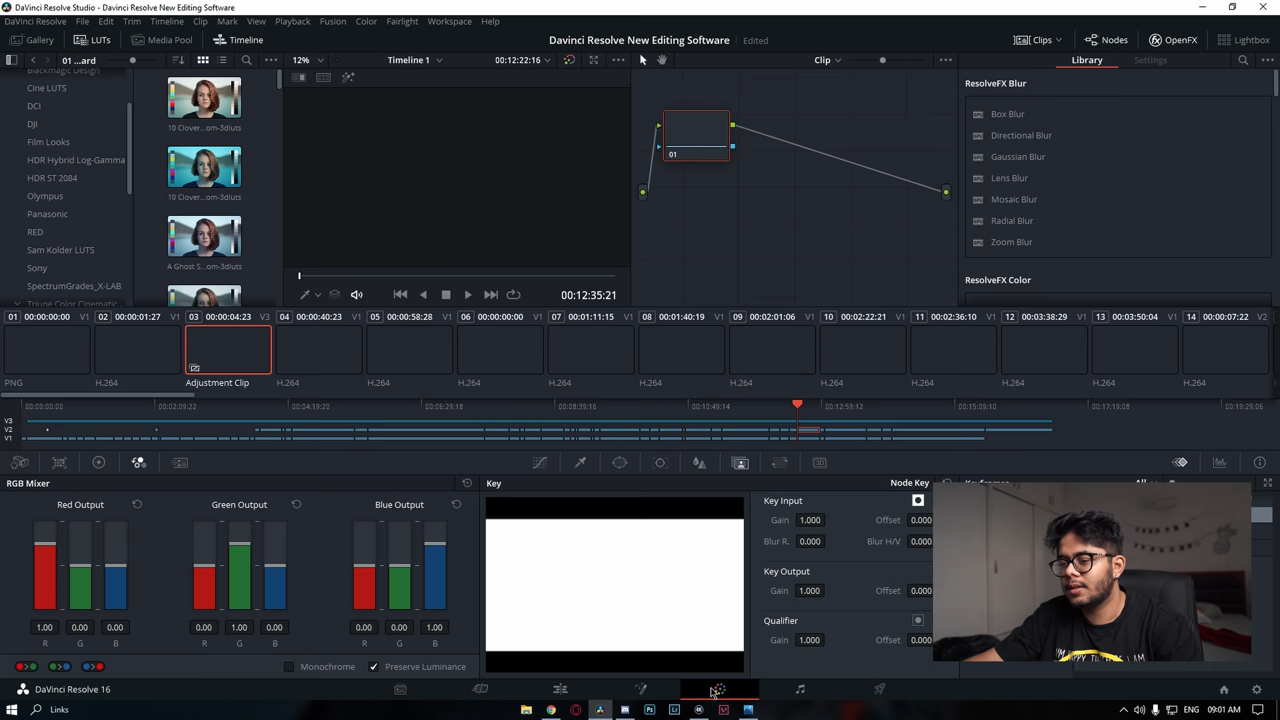 DaVinci Resolve Studio - Davinci Resolve New Editing Software
DaVinci Resolve File Edit Trim Timeline Clip Mark View Playback Fusion Color Fairlight Workspace Help
Gallery LUTs Media Pool Timeline Davinci Resolve New Editing Software Edited Clips Nodes OpenFX Lightbox
01 ...ard 12% Timeline 1 00:12:22:16 Clip Library Settings
Blackmagic Design
Cine LUTS
DCI
DJI
Film Looks
HDR Hybrid Log-Gamma
HDR ST 2084
Olympus
Panasonic
RED
Sam Kolder LUTS
Sony
SpectrumGrades_X-LAB
Triune Color Cinematic
10 Clover...om-3dluts
10 Clover...om-3dluts
A Ghost S...om-3dluts
00:12:35:21
01
ResolveFX Blur
Box Blur
Directional Blur
Gaussian Blur
Lens Blur
Mosaic Blur
Radial Blur
Zoom Blur
ResolveFX Color
01 00:00:00:00 V1 02 00:00:01:27 V1 03 00:00:04:23 V3 04 00:00:40:23 V1 05 00:00:58:28 V1 06 00:00:00:00 V1 07 00:01:11:15 V1 08 00:01:40:19 V1 09 00:02:01:06 V1 10 00:02:22:21 V1 11 00:02:36:10 V1 12 00:03:38:29 V1 13 00:03:50:04 V1 14 00:00:07:22 V2
PNG H.264 Adjustment Clip H.264 H.264 H.264 H.264 H.264 H.264 H.264 H.264 H.264 H.264 H.264
00:00:00:00 00:02:09:22 00:04:19:20 00:06:29:18 00:08:39:16 00:10:49:14 00:12:59:12 00:15:09:10 00:17:19:08 00:19:29:06
V3
V2
V1
RGB Mixer Key Node Key Keyframes All
Red Output Green Output Blue Output
1.00 0.00 0.00 0.00 1.00 0.00 0.00 0.00 1.00
R G B R G B R G B
Monochrome Preserve Luminance
Key Input
Gain 1.000 Offset 0.000
Blur R. 0.000 Blur H/V 0.000
Key Output
Gain 1.000 Offset 0.000
Qualifier
Gain 1.000 Offset 0.000
DaVinci Resolve 16
Links ENG 09:01 AM